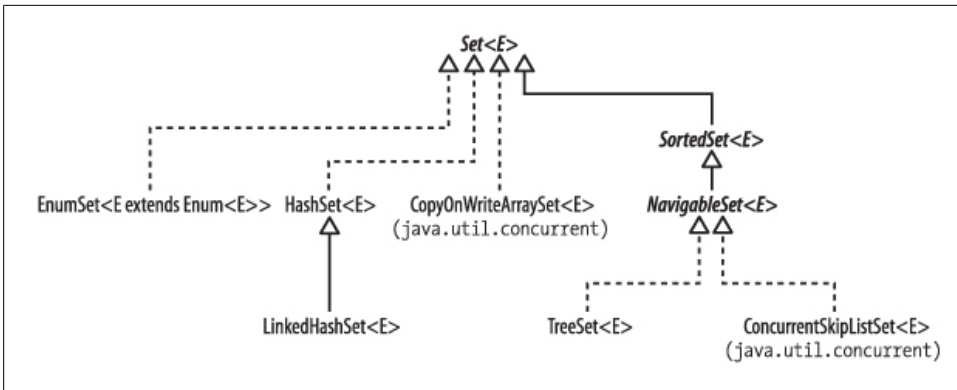 Set<E>
SortedSet<E>
EnumSet<E extends Enum<E>> HashSet<E> CopyOnWriteArraySet<E> NavigableSet<E>
(java.util.concurrent)
LinkedHashSet<E> TreeSet<E> ConcurrentSkipListSet<E>
(java.util.concurrent)